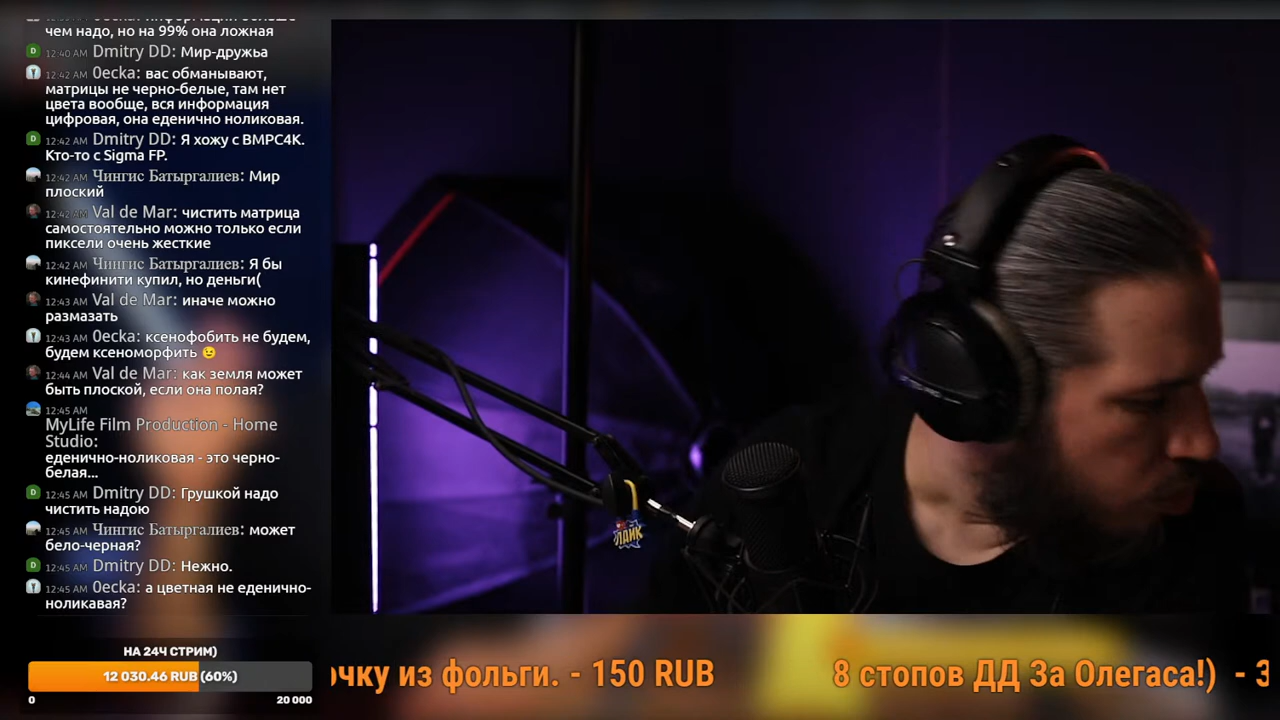 чем надо, но на 99% она ложная
D 12:40 AM Dmitry DD: Мир-дружьа
12:42 AM 0ecka: вас обманывают,
матрицы не черно-белые, там нет
цвета вообще, вся информация
цифровая, она еденично ноликовая.
D 12:42 AM Dmitry DD: Я хожу с BMPC4K.
Кто-то с Sigma FP.
12:42 AM Чингис Батыргалиев: Мир
плоский
12:42 AM Val de Mar: чистить матрица
самостоятельно можно только если
пиксели очень жесткие
12:42 AM Чингис Батыргалиев: Я бы
кинефинити купил, но деньги(
12:43 AM Val de Mar: иначе можно
размазать
12:43 AM 0ecka: ксенофобить не будем,
будем ксеноморфить 😉
12:44 AM Val de Mar: как земля может
быть плоской, если она полая?
12:45 AM
MyLife Film Production - Home
Studio:
еденично-ноликовая - это черно-
белая...
D 12:45 AM Dmitry DD: Грушкой надо
чистить надою
12:45 AM Чингис Батыргалиев: может
бело-черная?
D 12:45 AM Dmitry DD: Нежно.
12:45 AM 0ecka: а цветная не еденично-
ноликавая?
ЛАЙК
НА 24Ч СТРИМ)
12 030.46 RUB (60%)
0 20 000
очку из фольги. - 150 RUB 8 стопов ДД За Олегаса!) -